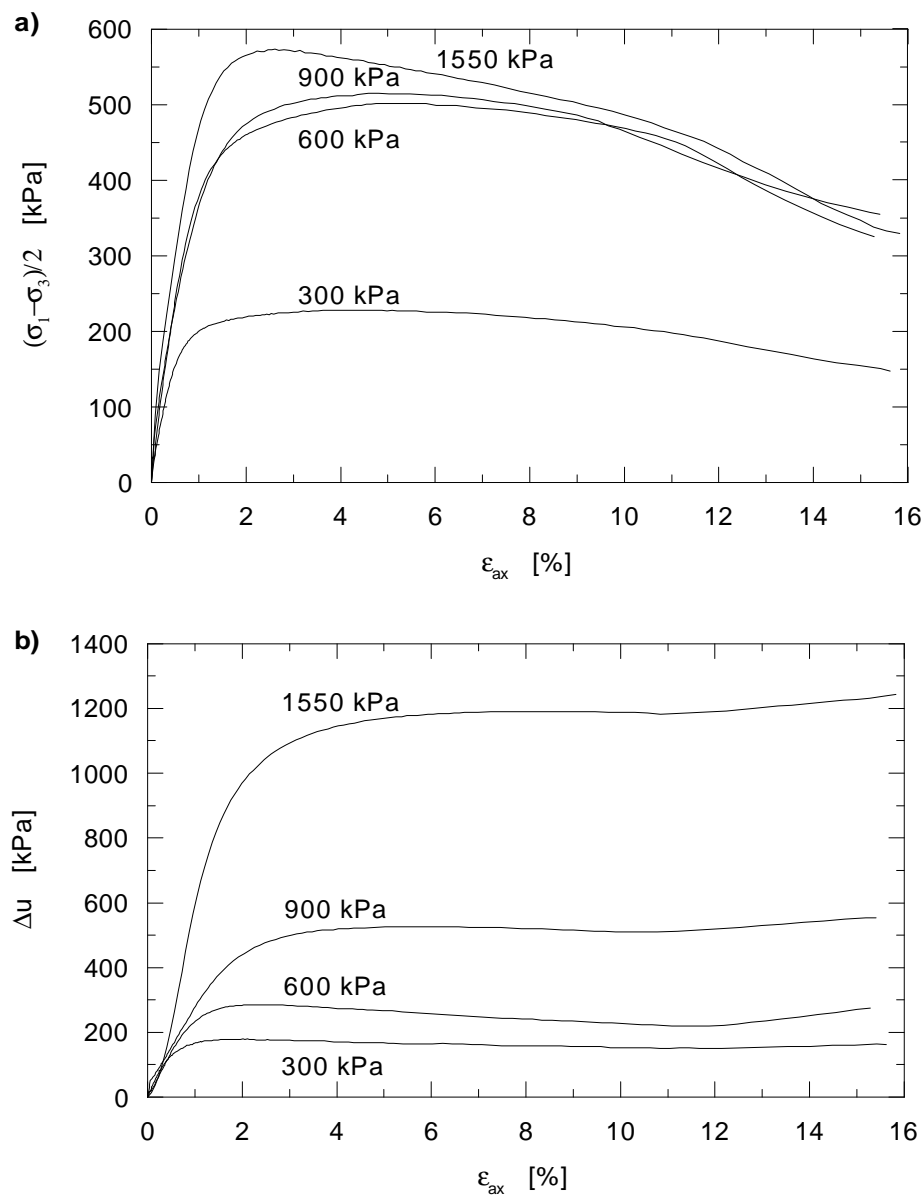 a)
600
500
400
300
200
100
0
(σ1–σ3)/2 [kPa]
1550 kPa
900 kPa
600 kPa
300 kPa
0 2 4 6 8 10 12 14 16
εax [%]
b)
1400
1200
1000
800
600
400
200
0
Δu [kPa]
1550 kPa
900 kPa
600 kPa
300 kPa
0 2 4 6 8 10 12 14 16
εax [%]